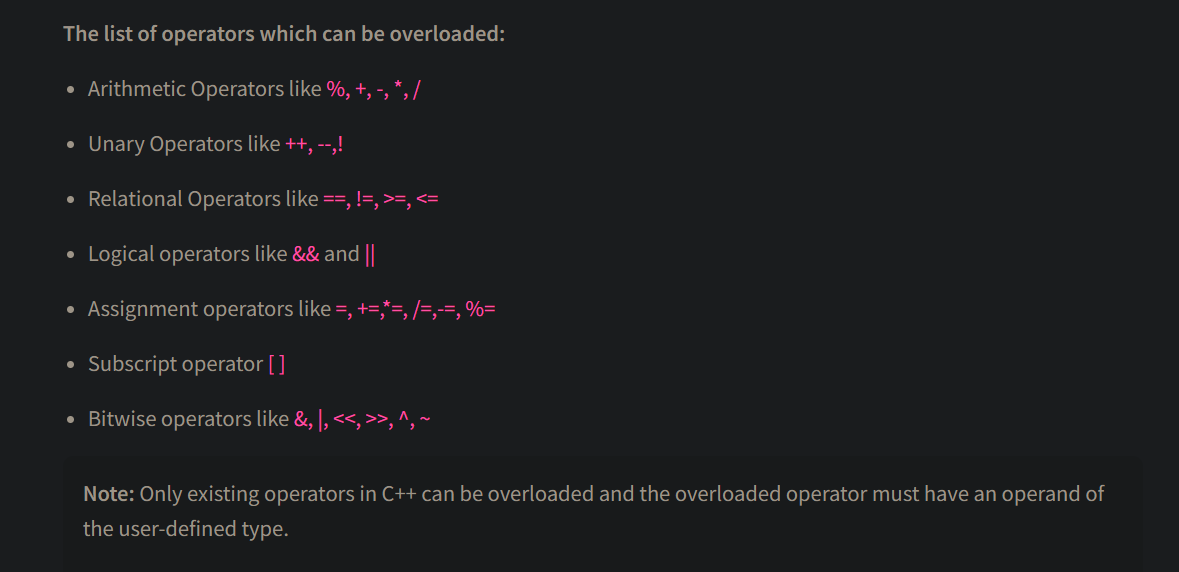 The list of operators which can be overloaded:
• Arithmetic Operators like %, +, -, *, /
• Unary Operators like ++, --,!
• Relational Operators like ==, !=, >=, <=
• Logical operators like && and ||
• Assignment operators like =, +=,*=, /=,-=, %=
• Subscript operator [ ]
• Bitwise operators like &, |, <<, >>, ^, ~
Note: Only existing operators in C++ can be overloaded and the overloaded operator must have an operand of
the user-defined type.